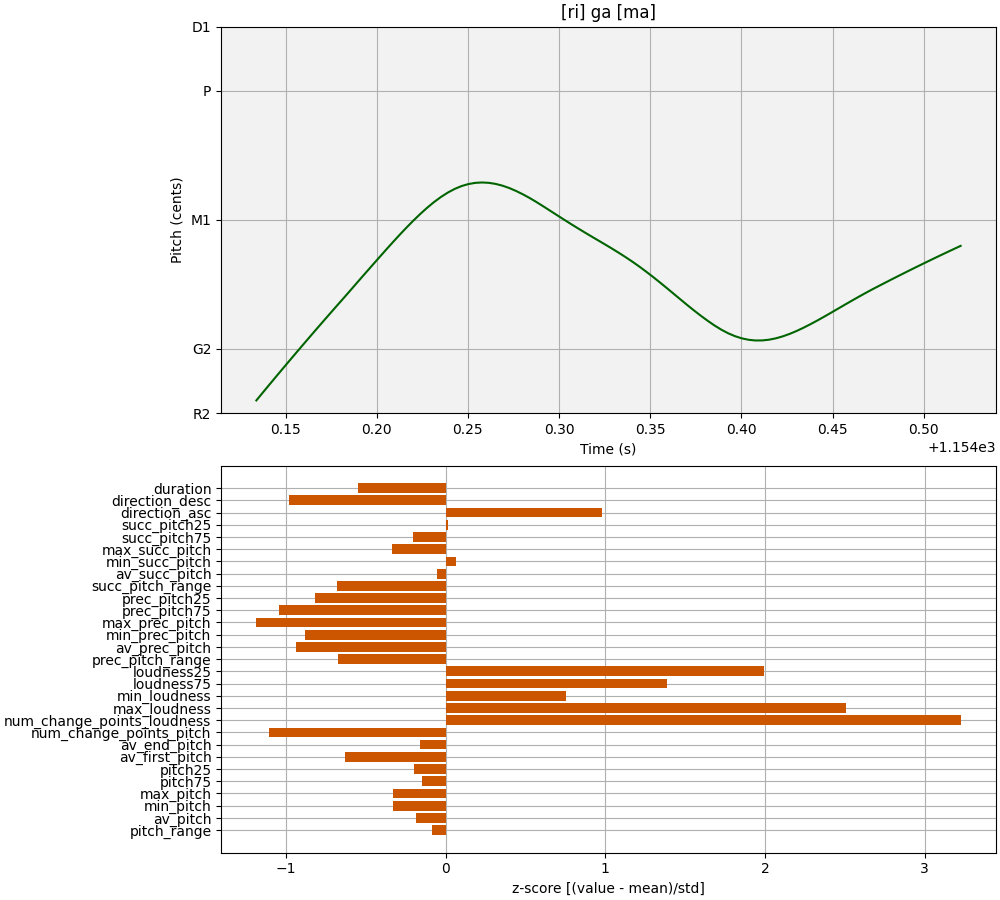 [ri] ga [ma]
D1
P
M1
G2
R2
Pitch (cents)
0.15 0.20 0.25 0.30 0.35 0.40 0.45 0.50
Time (s)
+1.154e3
duration
direction_desc
direction_asc
succ_pitch25
succ_pitch75
max_succ_pitch
min_succ_pitch
av_succ_pitch
succ_pitch_range
prec_pitch25
prec_pitch75
max_prec_pitch
min_prec_pitch
av_prec_pitch
prec_pitch_range
loudness25
loudness75
min_loudness
max_loudness
num_change_points_loudness
num_change_points_pitch
av_end_pitch
av_first_pitch
pitch25
pitch75
max_pitch
min_pitch
av_pitch
pitch_range
−1 0 1 2 3
z-score [(value - mean)/std]